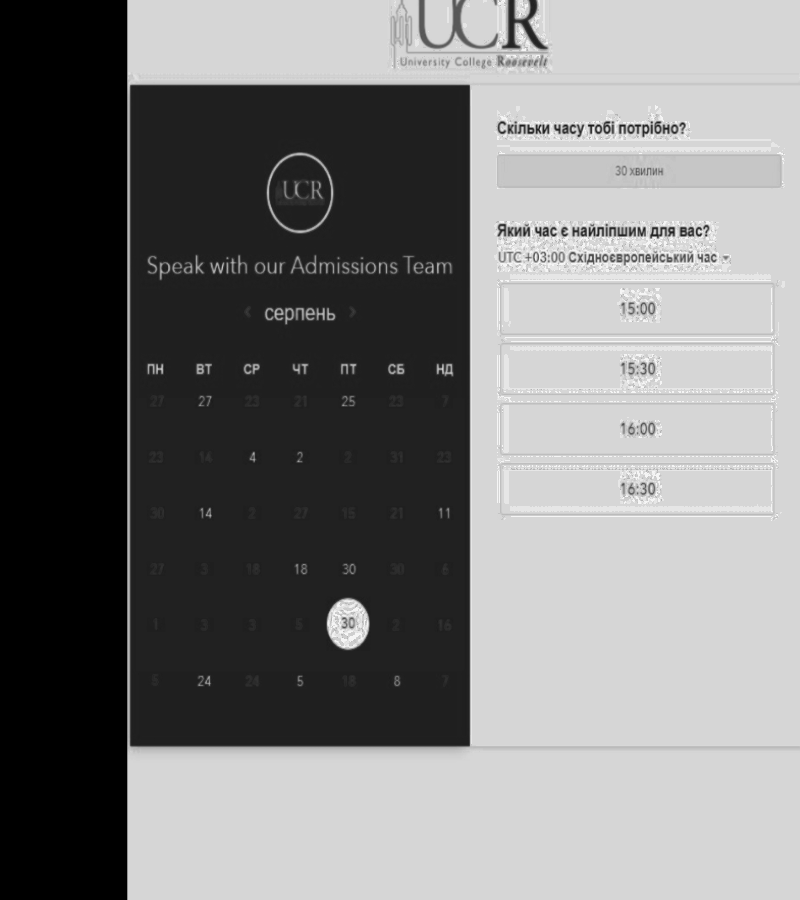 UCR
University College Roosevelt
UCR
Speak with our Admissions Team
‹ серпень ›
ПН ВТ СР ЧТ ПТ СБ НД
27 27 23 21 25 23 7
23 14 4 2 2 31 23
30 14 2 27 15 21 11
27 3 18 18 30 30 6
1 3 3 5 30 2 16
5 24 24 5 18 8 7
Скільки часу тобі потрібно?
30 хвилин
Який час є найліпшим для вас?
UTC +03:00 Східноєвропейський час
15:00
15:30
16:00
16:30